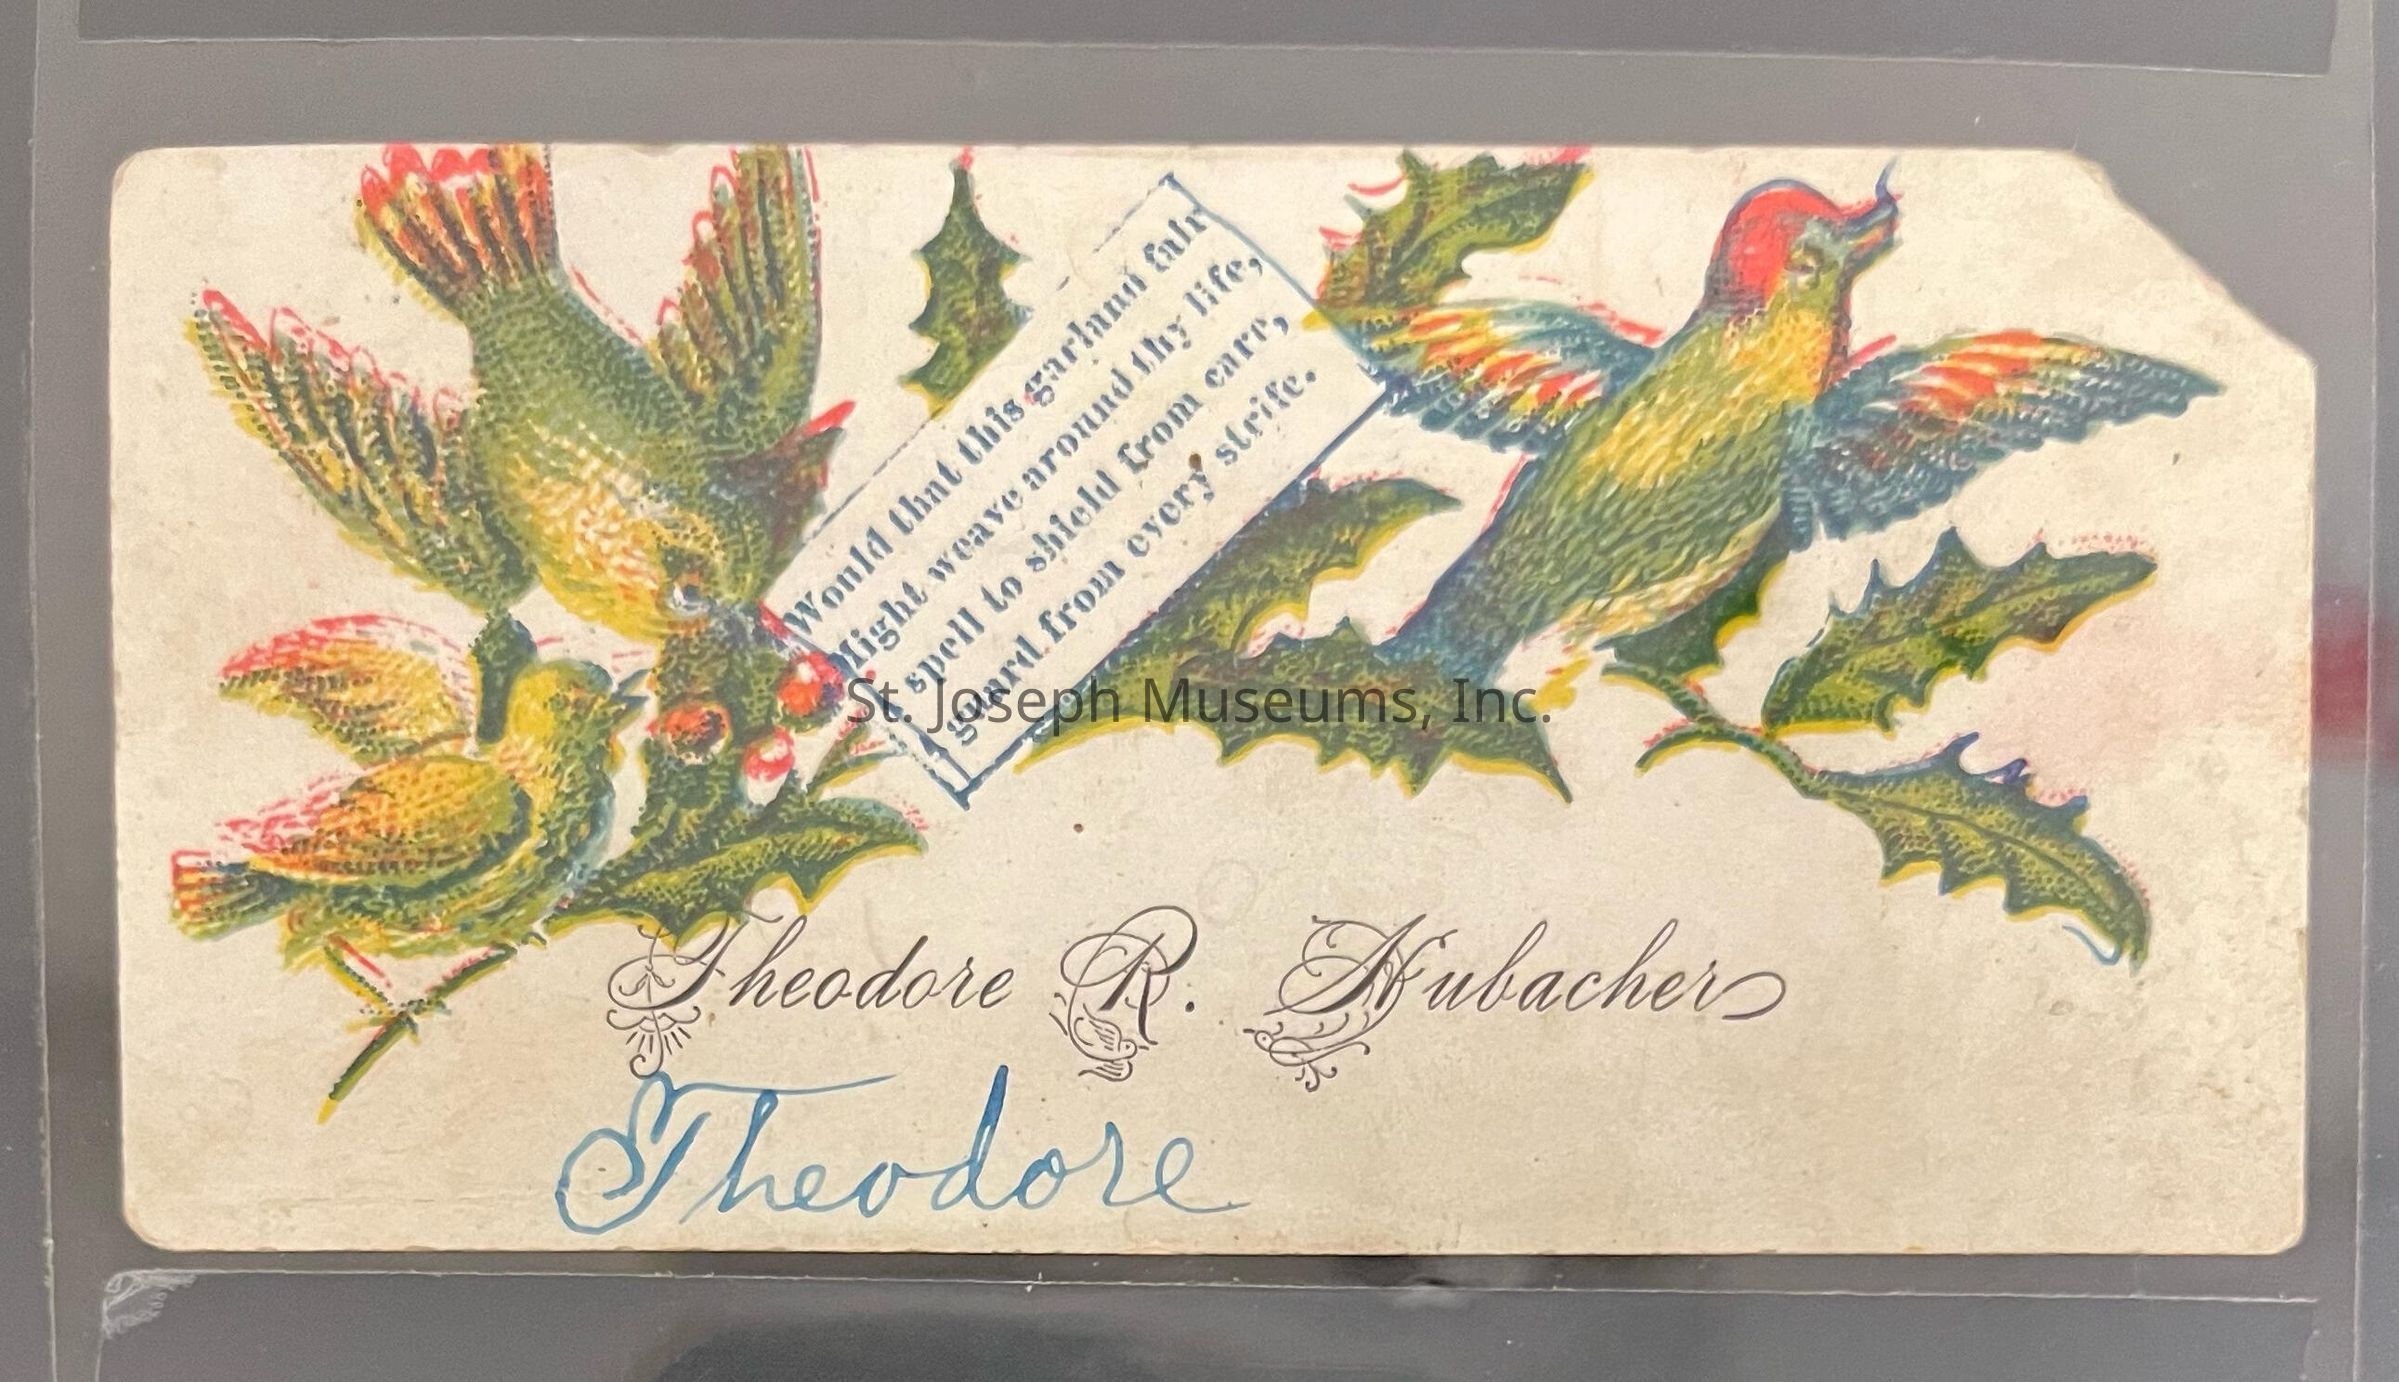 Would that this garland fair
Might weave around thy life,
spell to shield from care,
guard from every strife.
St. Joseph Museums, Inc.
Theodore R. Hubacher
Theodore